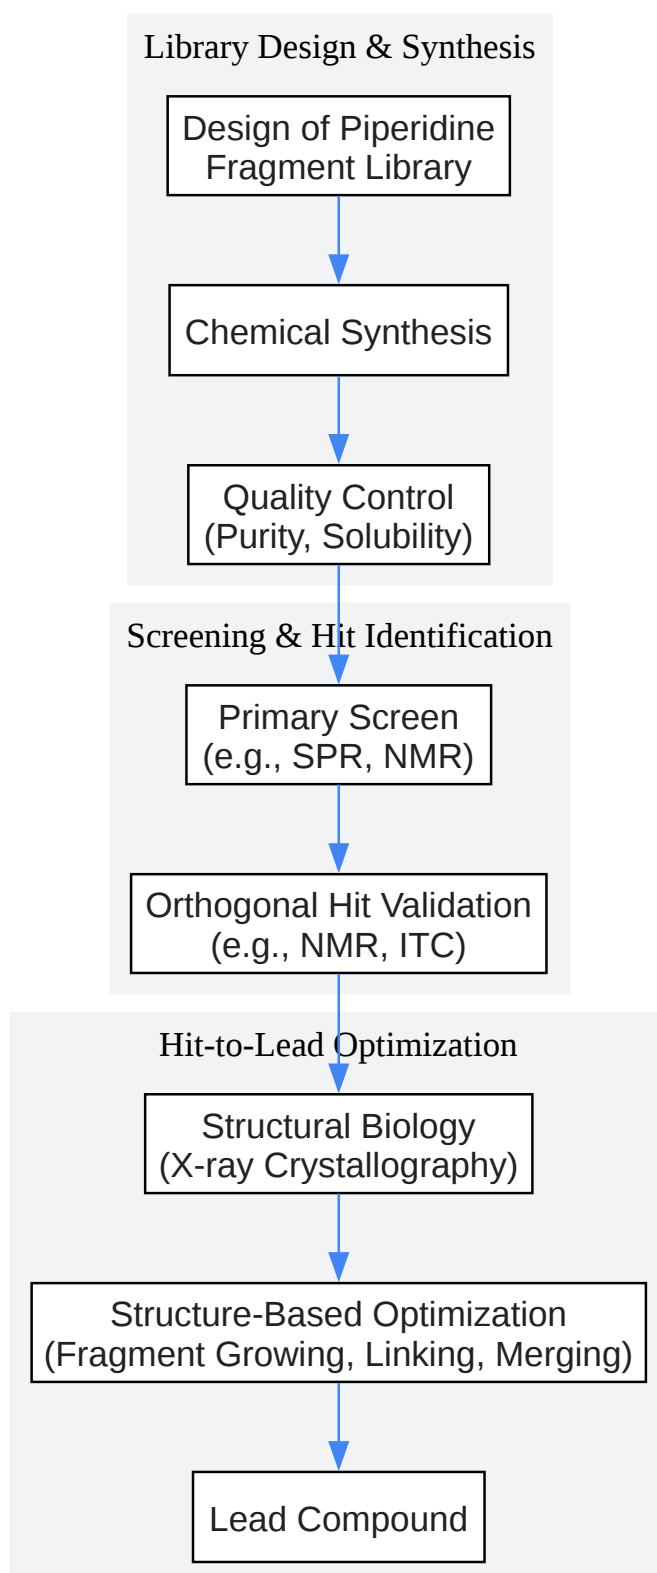 Library Design & Synthesis
Design of Piperidine
Fragment Library
Chemical Synthesis
Quality Control
(Purity, Solubility)
Screening & Hit Identification
Primary Screen
(e.g., SPR, NMR)
Orthogonal Hit Validation
(e.g., NMR, ITC)
Hit-to-Lead Optimization
Structural Biology
(X-ray Crystallography)
Structure-Based Optimization
(Fragment Growing, Linking, Merging)
Lead Compound